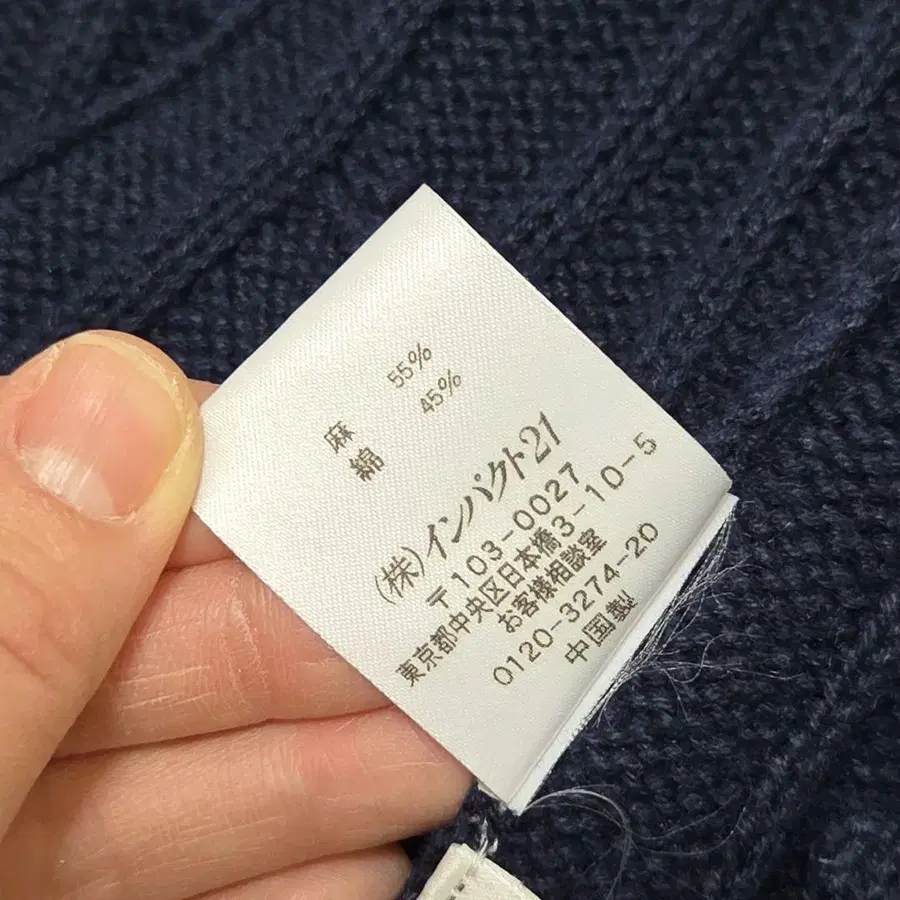 麻 55%
綿 45%
(株)インパクト21
〒103-0027
東京都中央区日本橋3-10-5
お客様相談室
0120-3274-20
中国製